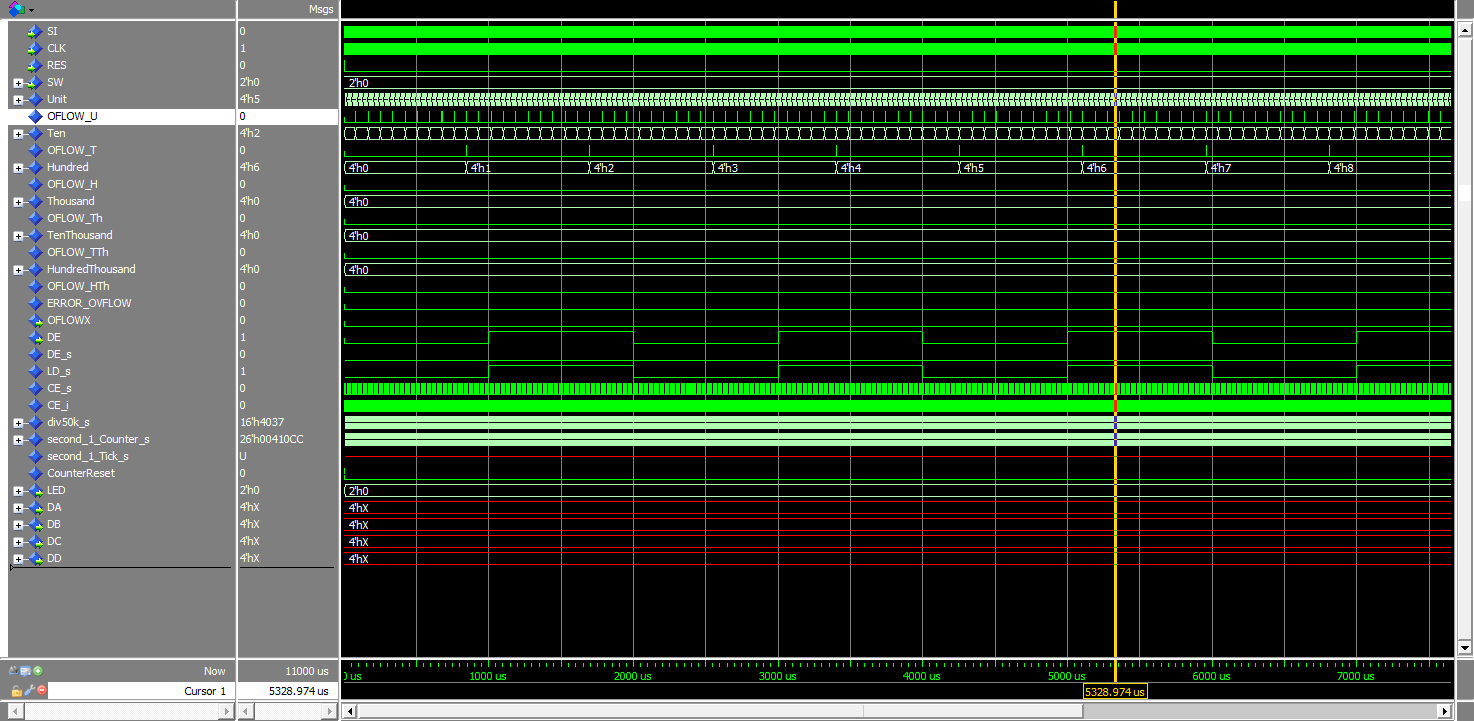 Msgs
SI 0
CLK 1
RES 0
SW 2'h0 2'h0
Unit 4'h5
OFLOW_U 0
Ten 4'h2
OFLOW_T 0
Hundred 4'h6 4'h0 4'h1 4'h2 4'h3 4'h4 4'h5 4'h6 4'h7 4'h8
OFLOW_H 0
Thousand 4'h0 4'h0
OFLOW_Th 0
TenThousand 4'h0 4'h0
OFLOW_TTh 0
HundredThousand 4'h0 4'h0
OFLOW_HTh 0
ERROR_OVFLOW 0
OFLOWX 0
DE 1
DE_s 0
LD_s 1
CE_s 0
CE_i 0
div50k_s 16'h4037
second_1_Counter_s 26'h00410CC
second_1_Tick_s U
CounterReset 0
LED 2'h0 2'h0
DA 4'hX 4'hX
DB 4'hX 4'hX
DC 4'hX 4'hX
DD 4'hX 4'hX
Now 11000 us us 1000 us 2000 us 3000 us 4000 us 5000 us 6000 us 7000 us
Cursor 1 5328.974 us 5328.974 us